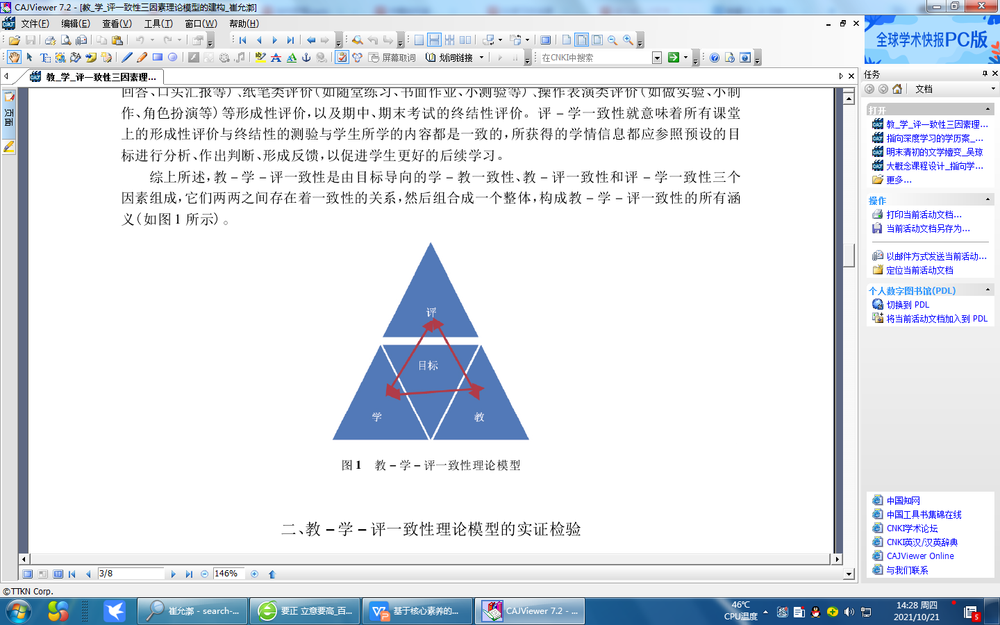 CAJViewer 7.2 - [教_学_评一致性三因素理论模型的建构_崔允漷]
文件(F) 编辑(E) 查看(V) 工具(T) 窗口(W) 帮助(H)
屏幕取词 划词链接 在CNKI中搜索
全球学术快报PC版
教_学_评一致性三因素理...
页面
回答、口头汇报等)、纸笔类评价(如随堂练习、书面作业、小测验等)、操作表演类评价(如做实验、小制
作、角色扮演等)等形成性评价,以及期中、期末考试的终结性评价。评-学一致性就意味着所有课堂
上的形成性评价与终结性的测验与学生所学的内容都是一致的,所获得的学情信息都应参照预设的目
标进行分析、作出判断、形成反馈,以促进学生更好的后续学习。
综上所述,教-学-评一致性是由目标导向的学-教一致性、教-评一致性和评-学一致性三个
因素组成,它们两两之间存在着一致性的关系,然后组合成一个整体,构成教-学-评一致性的所有涵
义(如图1所示)。
评
目标
学 教
图1 教-学-评一致性理论模型
二、教-学-评一致性理论模型的实证检验
任务
文档
打开
教_学_评一致性三因素理...
指向深度学习的学历案_...
明末清初的文学嬗变_吴琼
大概念课程设计_指向学...
更多...
操作
打印当前活动文档...
当前活动文档另存为...
以邮件方式发送当前活动...
定位当前活动文档
个人数字图书馆(PDL)
切换到 PDL
将当前活动文档加入到 PDL
中国知网
中国工具书集锦在线
CNKI学术论坛
CNKI英汉/汉英辞典
CAJViewer Online
与我们联系
3/8 146%
©TTKN Corp.
崔允漷 - search-...
要正 立意要高_百...
基于核心素养的...
CAJViewer 7.2 - ...
46℃
CPU温度
14:28 周四
2021/10/21
5